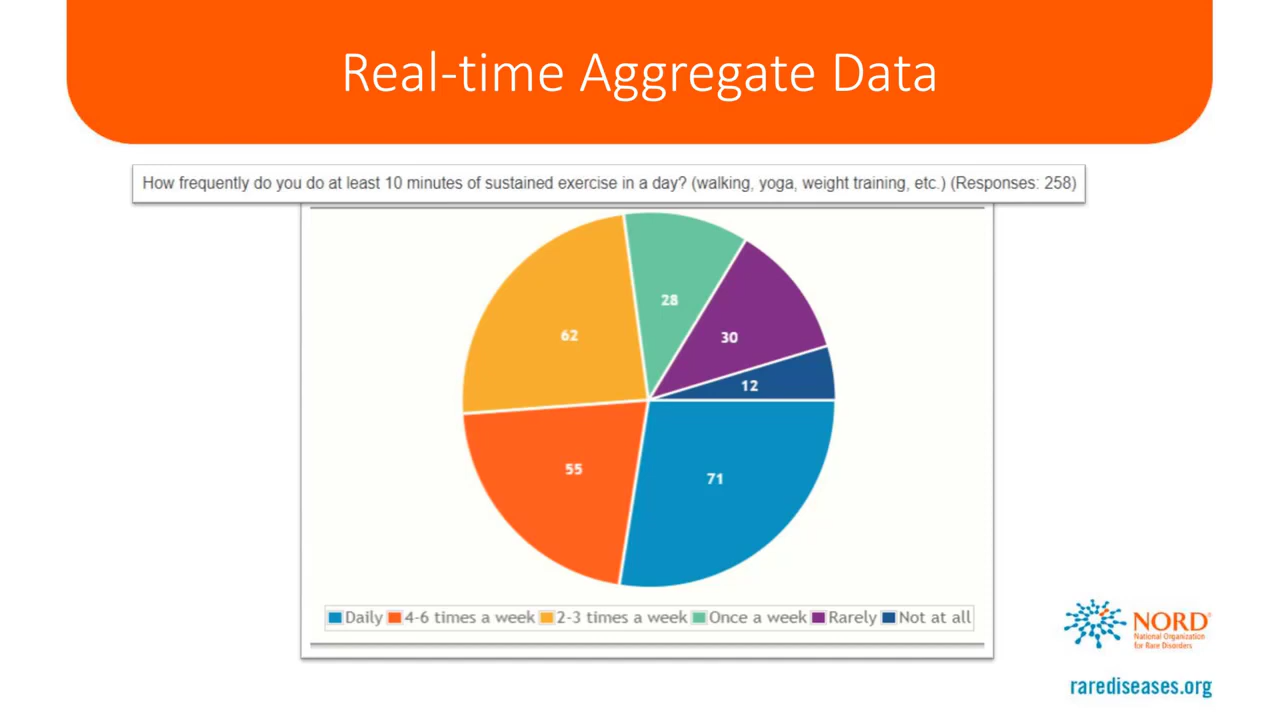 Real-time Aggregate Data
How frequently do you do at least 10 minutes of sustained exercise in a day? (walking, yoga, weight training, etc.) (Responses: 258)
28
62
30
12
55
71
Daily 4-6 times a week 2-3 times a week Once a week Rarely Not at all
NORD®
National Organization
for Rare Disorders
rarediseases.org